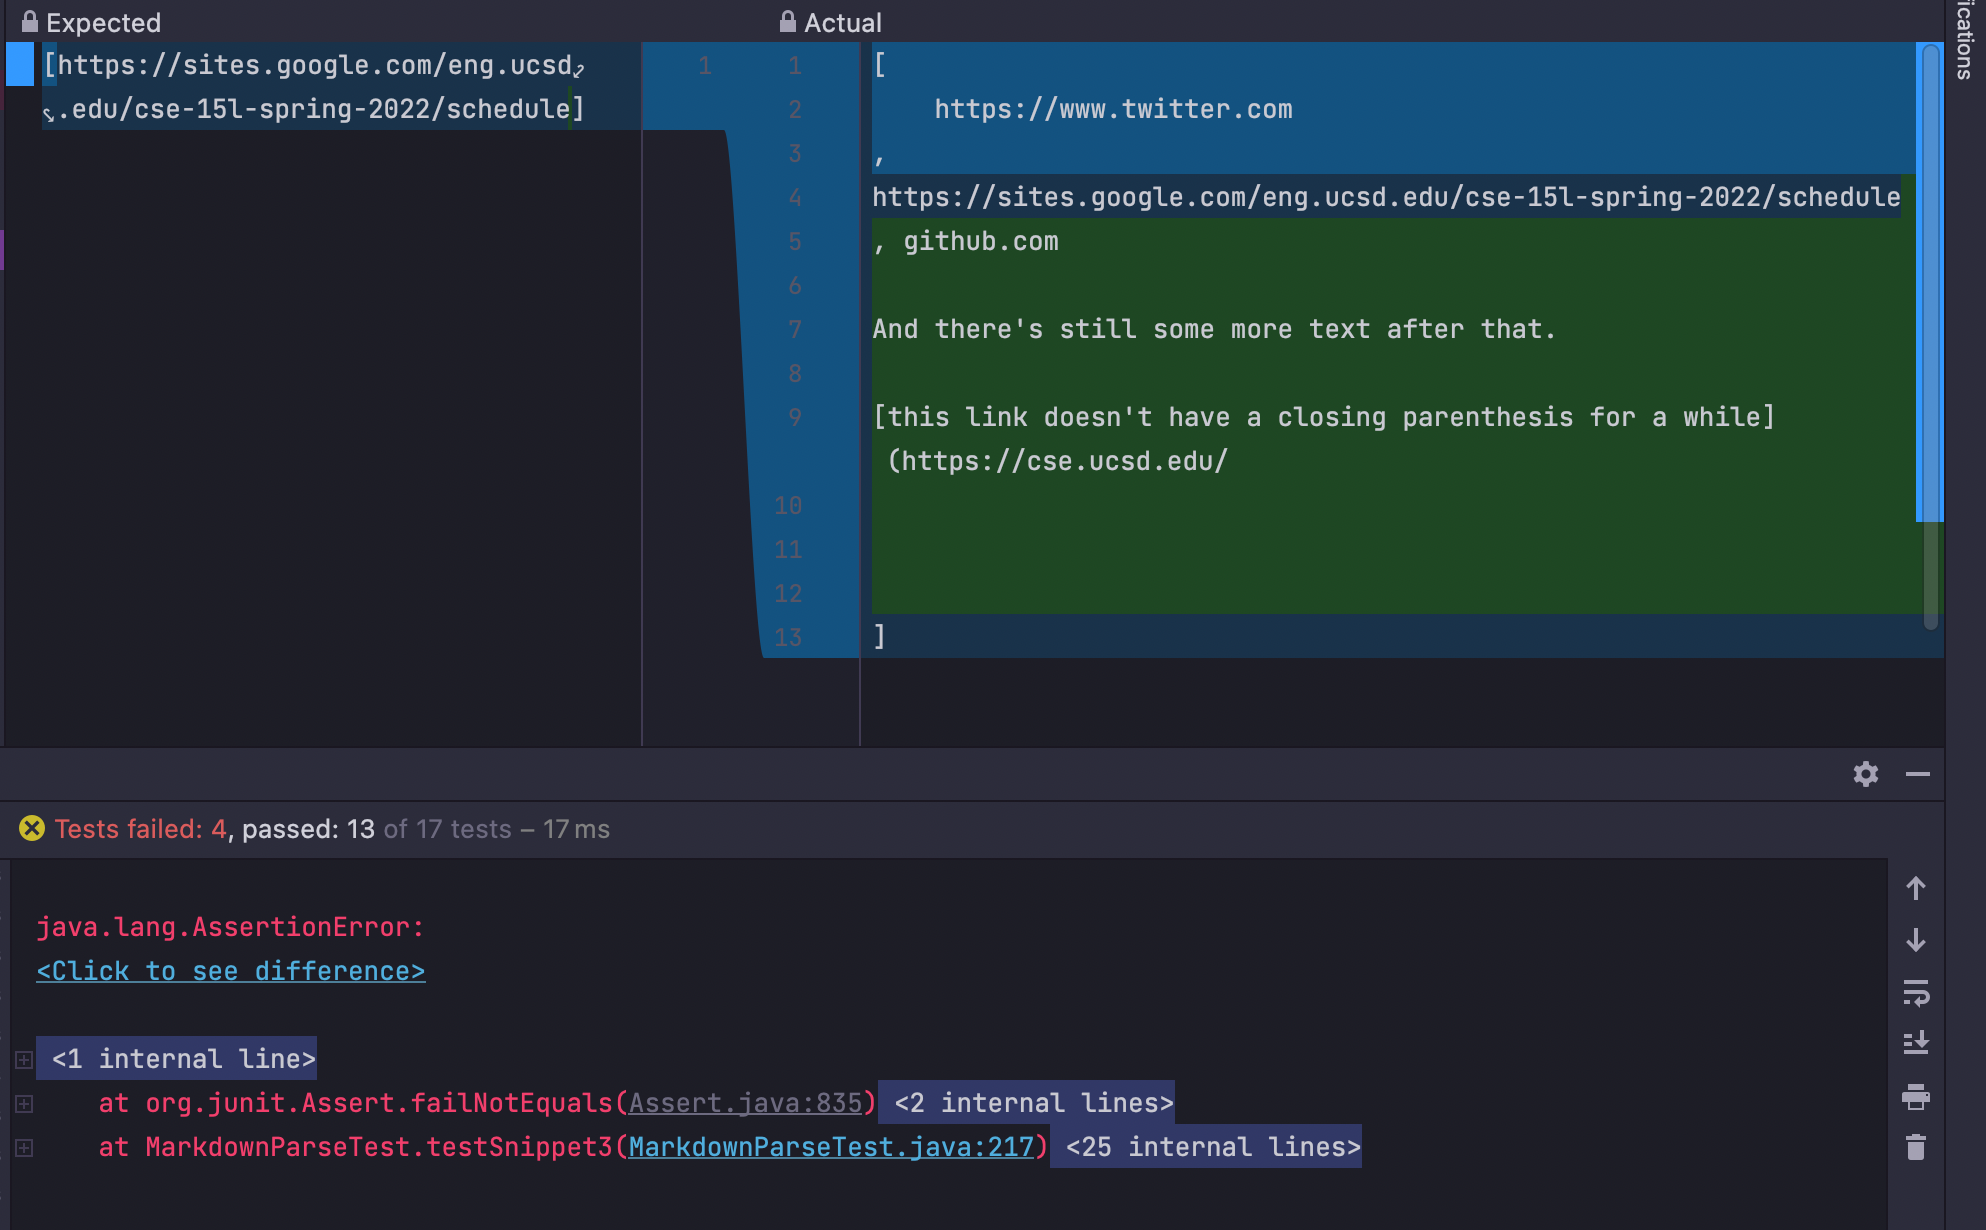 Expected
Actual
ications
[https://sites.google.com/eng.ucsd
.edu/cse-15l-spring-2022/schedule]
1
1 [
2     https://www.twitter.com
3 ,
4 https://sites.google.com/eng.ucsd.edu/cse-15l-spring-2022/schedule
5 , github.com
6
7 And there's still some more text after that.
8
9 [this link doesn't have a closing parenthesis for a while]
(https://cse.ucsd.edu/
10
11
12
13 ]
Tests failed: 4, passed: 13 of 17 tests – 17 ms
java.lang.AssertionError:
<Click to see difference>
<1 internal line>
at org.junit.Assert.failNotEquals(Assert.java:835) <2 internal lines>
at MarkdownParseTest.testSnippet3(MarkdownParseTest.java:217) <25 internal lines>